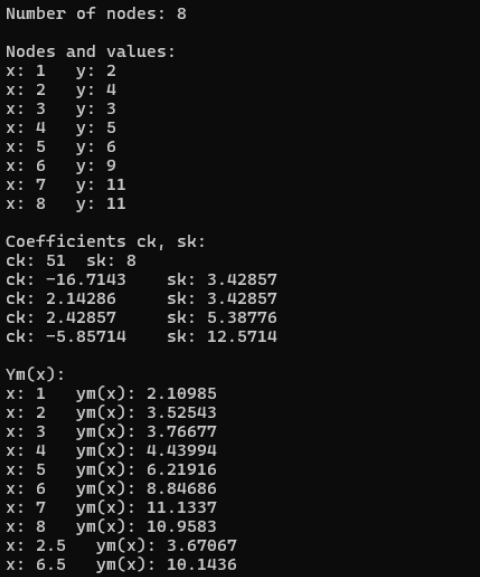 Number of nodes: 8
Nodes and values:
x: 1   y: 2
x: 2   y: 4
x: 3   y: 3
x: 4   y: 5
x: 5   y: 6
x: 6   y: 9
x: 7   y: 11
x: 8   y: 11
Coefficients ck, sk:
ck: 51  sk: 8
ck: -16.7143    sk: 3.42857
ck: 2.14286     sk: 3.42857
ck: 2.42857     sk: 5.38776
ck: -5.85714    sk: 12.5714
Ym(x):
x: 1   ym(x): 2.10985
x: 2   ym(x): 3.52543
x: 3   ym(x): 3.76677
x: 4   ym(x): 4.43994
x: 5   ym(x): 6.21916
x: 6   ym(x): 8.84686
x: 7   ym(x): 11.1337
x: 8   ym(x): 10.9583
x: 2.5   ym(x): 3.67067
x: 6.5   ym(x): 10.1436